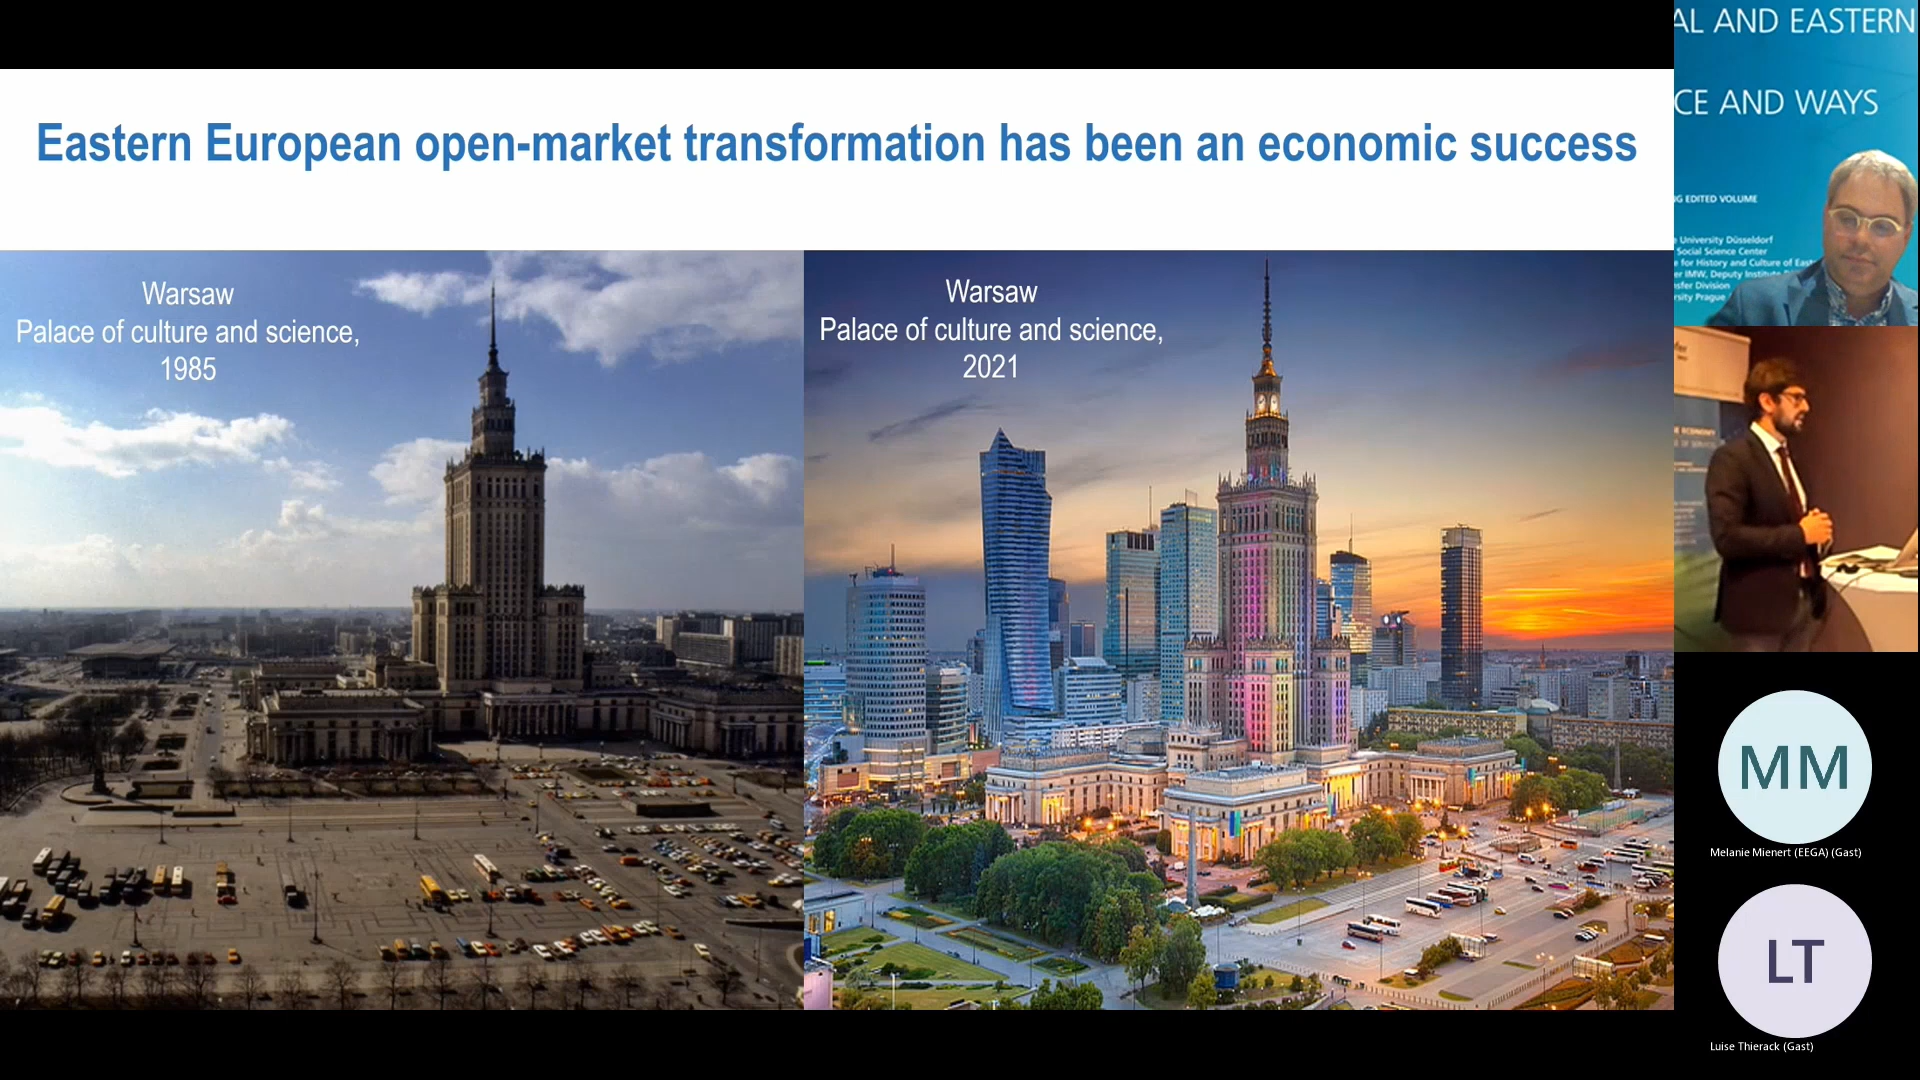 Eastern European open-market transformation has been an economic success
Warsaw
Palace of culture and science,
1985
Warsaw
Palace of culture and science,
2021
AL AND EASTERN
CE AND WAYS
G EDITED VOLUME
University Düsseldorf
Social Science Center
for History and Culture of East
er IMW, Deputy Institute
nsfer Division
rsity Prague
MM
Melanie Mienert (EEGA) (Gast)
LT
Luise Thierack (Gast)